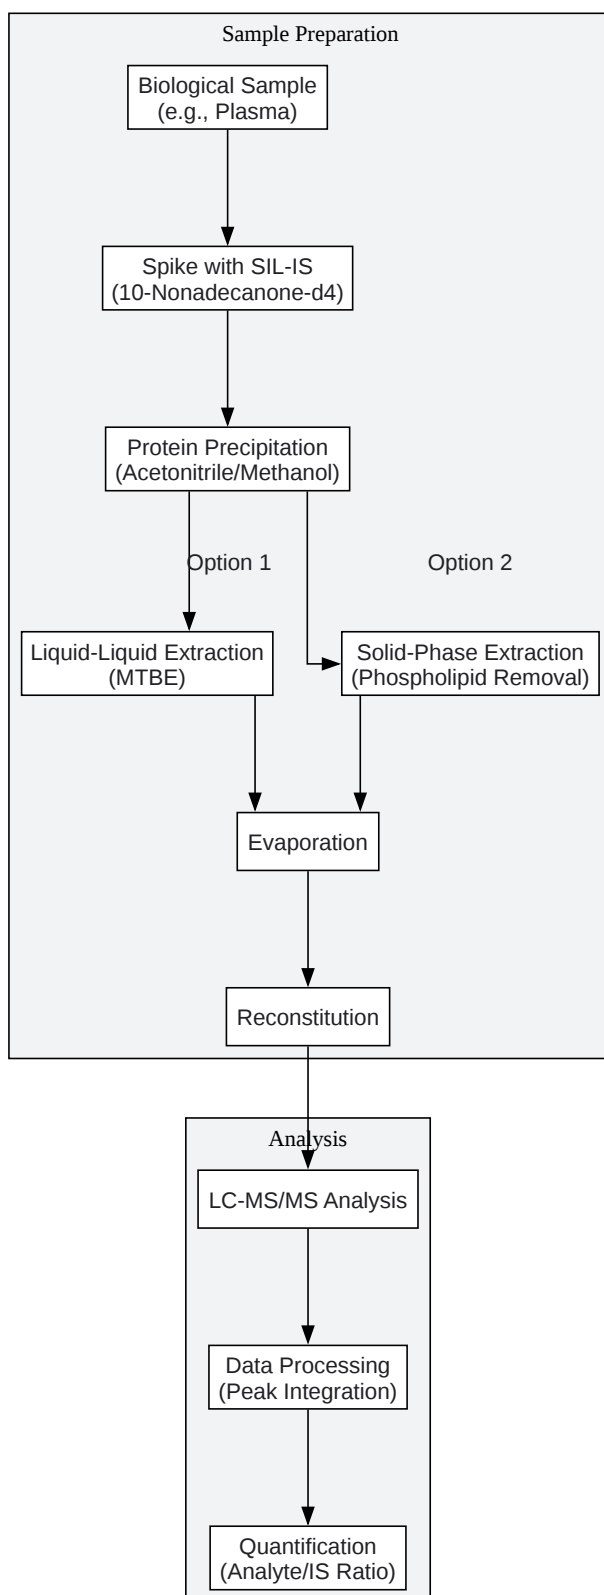 Sample Preparation
Biological Sample
(e.g., Plasma)
Spike with SIL-IS
(10-Nonadecanone-d4)
Protein Precipitation
(Acetonitrile/Methanol)
Option 1
Option 2
Liquid-Liquid Extraction
(MTBE)
Solid-Phase Extraction
(Phospholipid Removal)
Evaporation
Reconstitution
Analysis
LC-MS/MS Analysis
Data Processing
(Peak Integration)
Quantification
(Analyte/IS Ratio)